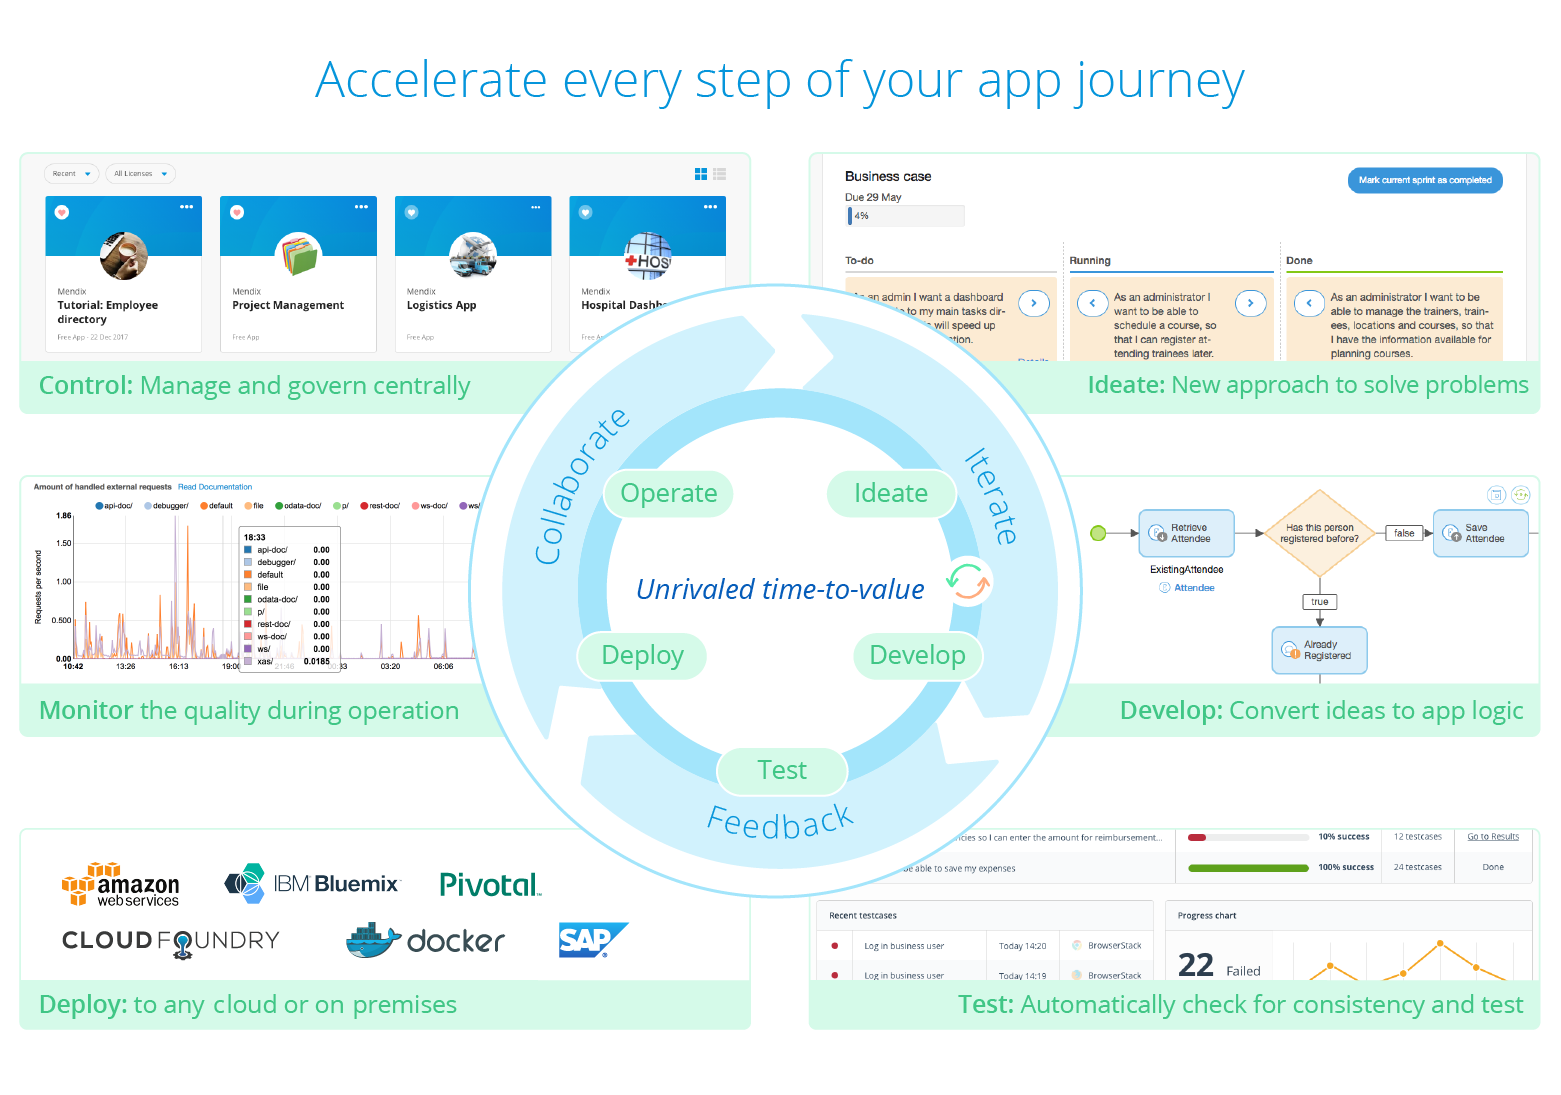 Accelerate every step of your app journey
Recent
All Licenses
Mendix
Tutorial: Employee
directory
Free App - 22 Dec 2017
Mendix
Project Management
Free App
Mendix
Logistics App
Free App
HOS
Mendix
Hospital Dashb
Free App
Control: Manage and govern centrally
Business case
Mark current sprint as completed
Due 29 May
4%
To-do
an admin I want a dashboard
to my main tasks dir-
will speed up
Running
As an administrator I
want to be able to
schedule a course, so
that I can register at-
tending trainees later.
Done
As an administrator I want to be
able to manage the trainers, train-
ees, locations and courses, so that
I have the information available for
planning courses.
Ideate: New approach to solve problems
Amount of handled external requests Read Documentation
api-doc/ debugger/ default file odata-doc/ p/ rest-doc/ ws-doc/ ws/
Requests per second
1.86
1.50
1.00
0.500
0.00
10:42 13:26 16:13 19:00 21:46 03:20 06:06
18:33
api-doc/ 0.00
debugger/ 0.00
default 0.00
file 0.00
odata-doc/ 0.00
p/ 0.00
rest-doc/ 0.00
ws-doc/ 0.00
ws/ 0.00
xas/ 0.0185
Monitor the quality during operation
Collaborate
Iterate
Feedback
Operate
Ideate
Unrivaled time-to-value
Deploy
Develop
Test
Retrieve
Attendee
ExistingAttendee
Attendee
Has this person
registered before?
false
Save
Attendee
true
Already
Registered
Develop: Convert ideas to app logic
amazon
web services
IBM Bluemix
Pivotal
CLOUD FOUNDRY
docker
SAP
Deploy: to any cloud or on premises
so I can enter the amount for reimbursement...
10% success
12 testcases
Go to Results
be able to save my expenses
100% success
24 testcases
Done
Recent testcases
Log in business user
Today 14:20
BrowserStack
Log in business user
Today 14:19
BrowserStack
Progress chart
22 Failed
Test: Automatically check for consistency and test